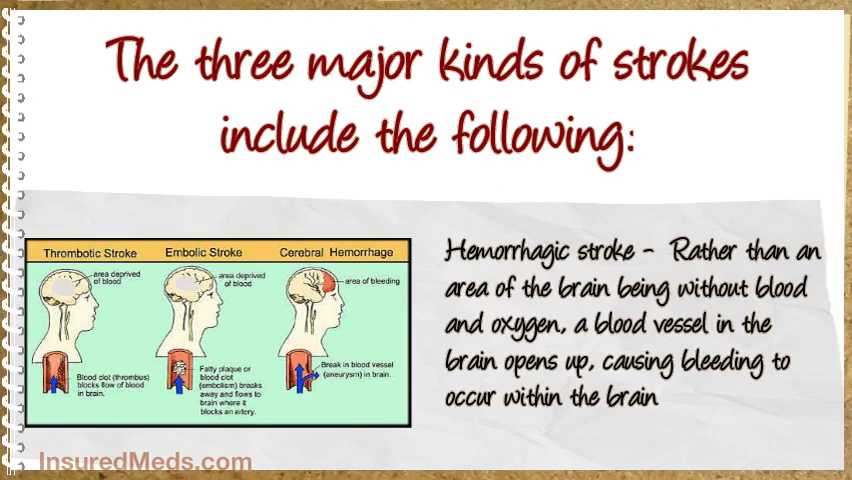 The three major kinds of strokes
include the following:
Thrombotic Stroke
Embolic Stroke
Cerebral Hemorrhage
area deprived
of blood
area deprived
of blood
area of bleeding
Blood clot (thrombus)
blocks flow of blood
in brain.
Fatty plaque or
blood clot
(embolism) breaks
away and flows to
brain where it
blocks an artery.
Break in blood vessel
(aneurysm) in brain.
Hemorrhagic stroke - Rather than an
area of the brain being without blood
and oxygen, a blood vessel in the
brain opens up, causing bleeding to
occur within the brain
InsuredMeds.com